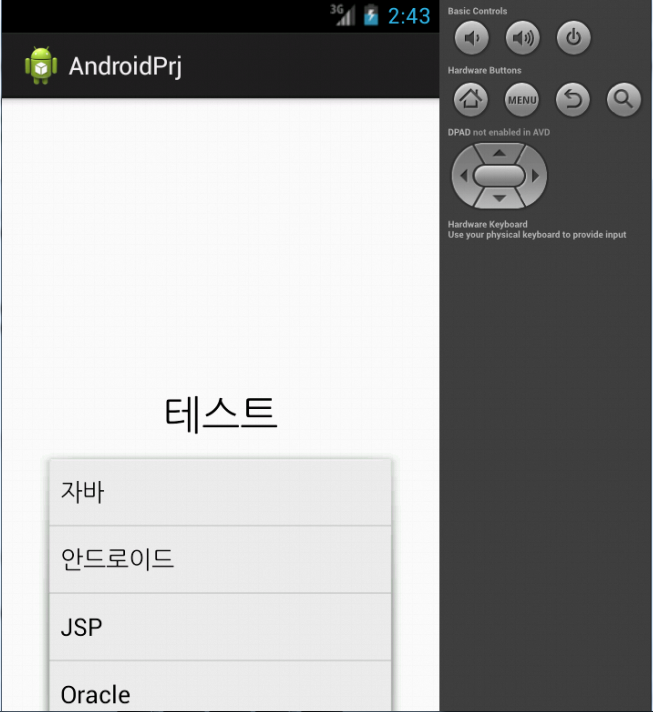 3G 2:43
AndroidPrj
테스트
자바
안드로이드
JSP
Oracle
Basic Controls
Hardware Buttons
MENU
DPAD not enabled in AVD
Hardware Keyboard
Use your physical keyboard to provide input